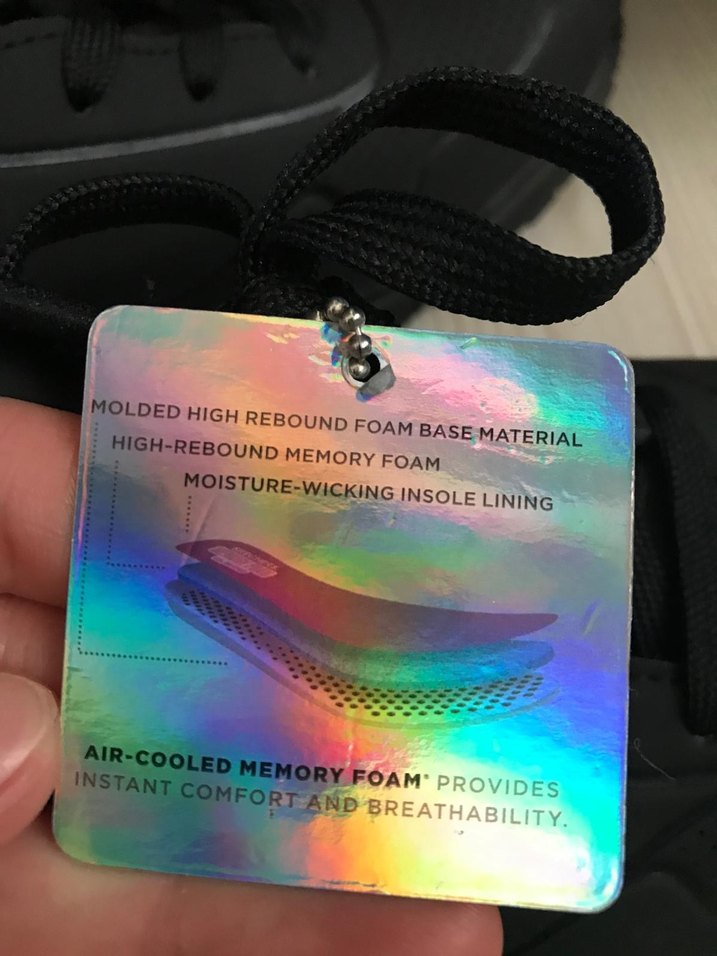 MOLDED HIGH REBOUND FOAM BASE MATERIAL
HIGH-REBOUND MEMORY FOAM
MOISTURE-WICKING INSOLE LINING
AIR-COOLED MEMORY FOAM® PROVIDES
INSTANT COMFORT AND BREATHABILITY.